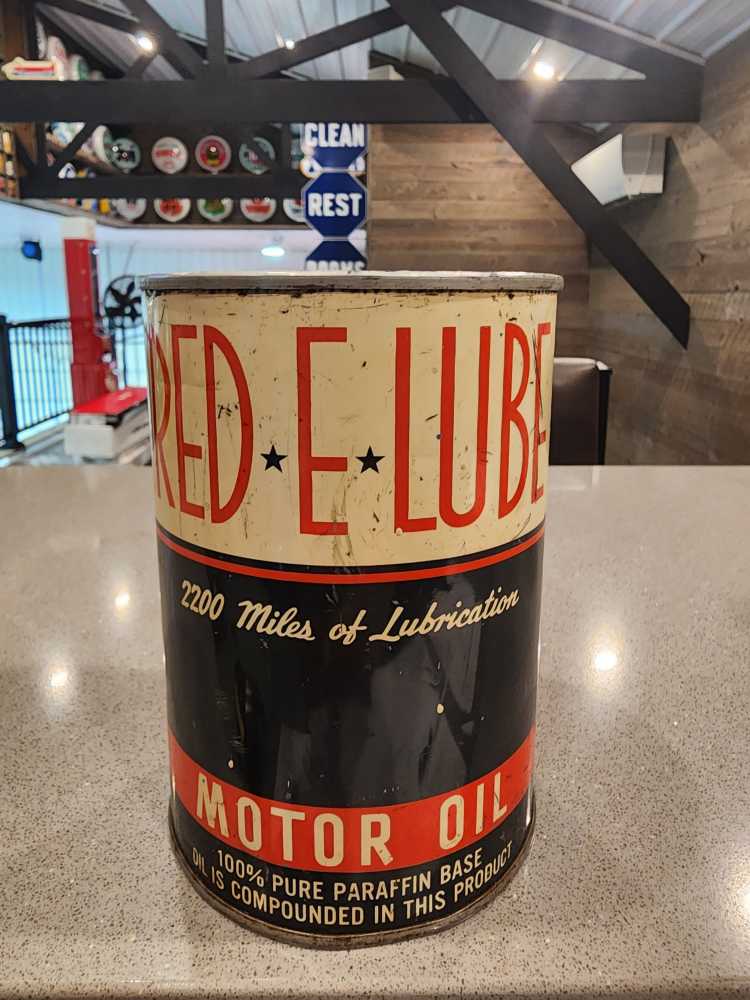 CLEAN
REST
ROOMS
RED★E★LUBE
2200 Miles of Lubrication
MOTOR OIL
100% PURE PARAFFIN BASE
OIL IS COMPOUNDED IN THIS PRODUCT